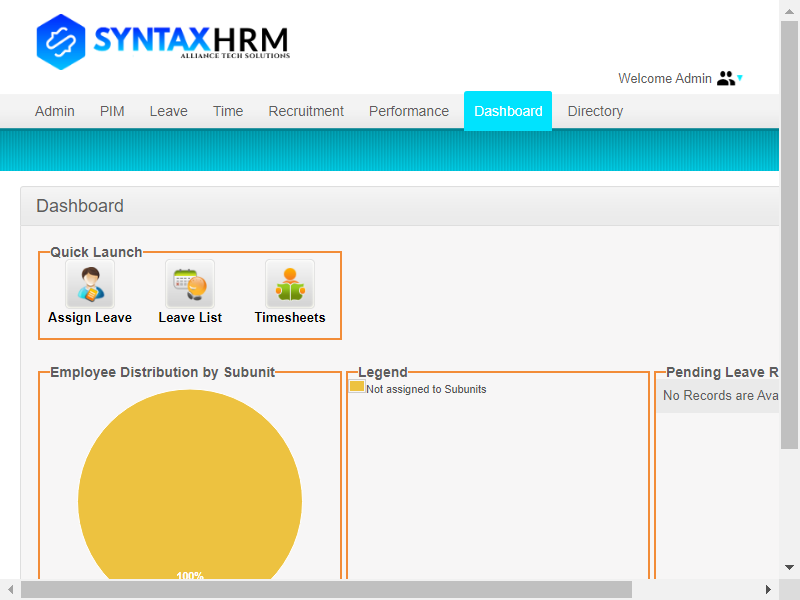 SYNTAXHRM
ALLIANCE TECH SOLUTIONS
Welcome Admin
Admin PIM Leave Time Recruitment Performance Dashboard Directory
Dashboard
Quick Launch
Assign Leave Leave List Timesheets
Employee Distribution by Subunit Legend Pending Leave R
Not assigned to Subunits
No Records are Ava
100%